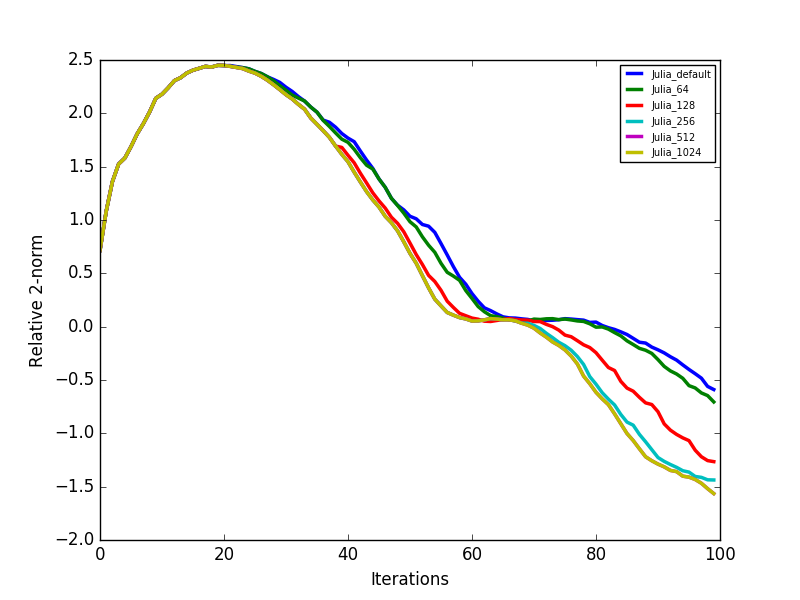 2.5
2.0
1.5
1.0
0.5
0.0
−0.5
−1.0
−1.5
−2.0
0 20 40 60 80 100
Relative 2-norm
Iterations
Julia_default
Julia_64
Julia_128
Julia_256
Julia_512
Julia_1024